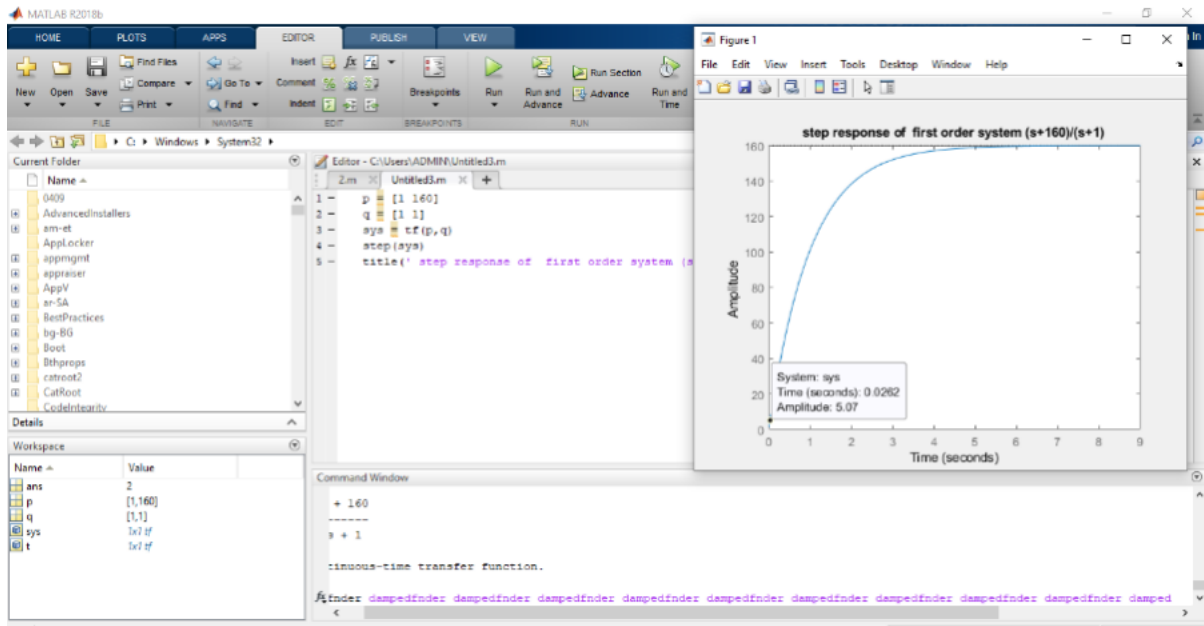 MATLAB R2018b
HOME PLOTS APPS EDITOR PUBLISH VIEW
New Open Save
Find Files
Compare
Print
Go To
Find
Insert
Comment
Indent
Breakpoints
Run
Run and Advance
Run Section
Advance
Run and Time
FILE NAVIGATE EDIT BREAKPOINTS RUN
C: Windows System32
Current Folder
Name
0409
AdvancedInstallers
am-et
AppLocker
appmgmt
appraiser
AppV
ar-SA
BestPractices
bg-BG
Boot
Bthprops
catroot2
CatRoot
CodeIntegrity
Details
Workspace
Name Value
ans 2
p [1,160]
q [1,1]
sys 1x1 tf
t 1x1 tf
Editor - C:\Users\ADMIN\Untitled3.m
2.m Untitled3.m
1 - p = [1 160]
2 - q = [1 1]
3 - sys = tf(p,q)
4 - step(sys)
5 - title(' step response of  first order system (s
Command Window
+ 160
------
s + 1
tinuous-time transfer function.
fx fnder dampedfnder dampedfnder dampedfnder dampedfnder dampedfnder dampedfnder dampedfnder dampedfnder damped
Figure 1
File Edit View Insert Tools Desktop Window Help
step response of first order system (s+160)/(s+1)
160
140
120
100
80
60
40
20
0
Amplitude
System: sys
Time (seconds): 0.0262
Amplitude: 5.07
0 1 2 3 4 5 6 7 8 9
Time (seconds)
In